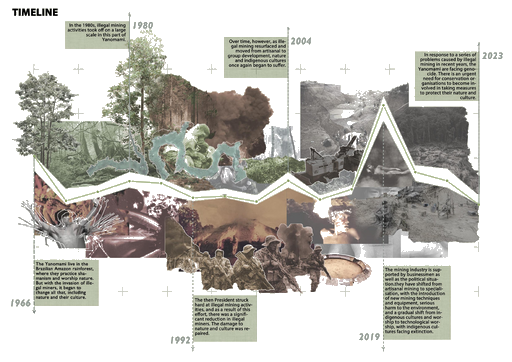 TIMELINE
1980
In the 1980s, illegal mining
activities took off on a large
scale in this part of
Yanomami.
2004
Over time, however, as ille-
gal mining resurfaced and
moved from artisanal to
group development, nature
and indigenous cultures
once again began to suffer.
2023
In response to a series of
problems caused by illegal
mining in recent years, the
Yanomami are facing geno-
cide. There is an urgent
need for conservation or-
ganisations to become in-
volved in taking measures
to protect their nature and
culture.
1966
The Yanomami live in the
Brazilian Amazon rainforest,
where they practice sha-
manism and worship nature.
But with the invasion of ille-
gal miners, it began to
change of rise, including
nature and their culture.
1992
The then President struck
hard at illegal mining activ-
ities, and as a result of this
effort, there was a signifi-
cant reduction in illegal
miners. The damage to
nature and culture was re-
paired.
2019
The mining industry is sup-
ported by businessmen as
well as the political situa-
tion.they have shifted from
artisanal mining to speciali-
sation, with the introduction
of new mining techniques
and equipment, serious
harm to the environment,
and a gradual shift from in-
digenous cultures and wor-
ship to technological wor-
ship, with indigenous cul-
tures facing extinction.